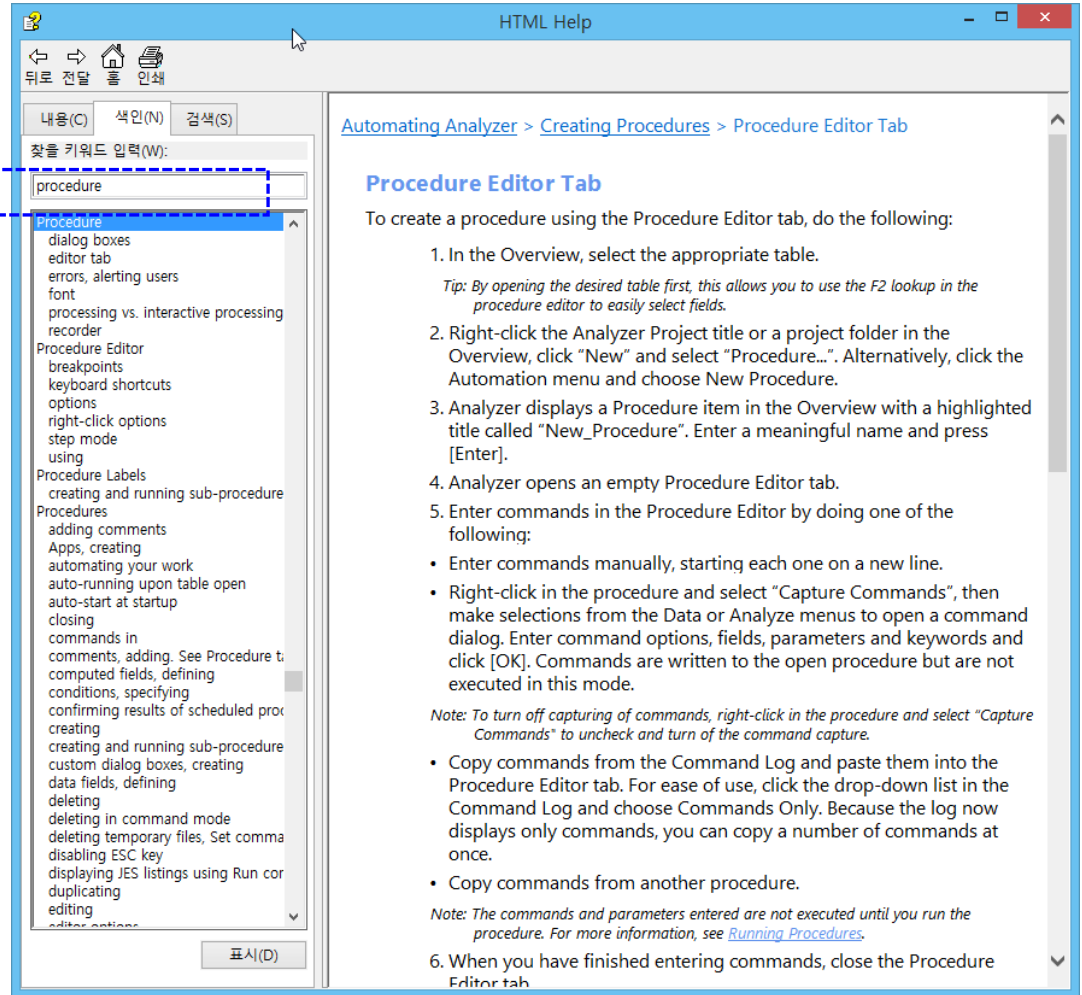 HTML Help
뒤로 전달 홈 인쇄
내용(C) 색인(N) 검색(S)
찾을 키워드 입력(W):
procedure
Procedure
dialog boxes
editor tab
errors, alerting users
font
processing vs. interactive processing
recorder
Procedure Editor
breakpoints
keyboard shortcuts
options
right-click options
step mode
using
Procedure Labels
creating and running sub-procedure
Procedures
adding comments
Apps, creating
automating your work
auto-running upon table open
auto-start at startup
closing
commands in
comments, adding. See Procedure ta
computed fields, defining
conditions, specifying
confirming results of scheduled proc
creating
creating and running sub-procedure
custom dialog boxes, creating
data fields, defining
deleting
deleting in command mode
deleting temporary files, Set comma
disabling ESC key
displaying JES listings using Run cor
duplicating
editing
editor options
표시(D)
Automating Analyzer > Creating Procedures > Procedure Editor Tab
Procedure Editor Tab
To create a procedure using the Procedure Editor tab, do the following:
1. In the Overview, select the appropriate table.
Tip: By opening the desired table first, this allows you to use the F2 lookup in the
procedure editor to easily select fields.
2. Right-click the Analyzer Project title or a project folder in the
Overview, click “New” and select “Procedure...”. Alternatively, click the
Automation menu and choose New Procedure.
3. Analyzer displays a Procedure item in the Overview with a highlighted
title called “New_Procedure”. Enter a meaningful name and press
[Enter].
4. Analyzer opens an empty Procedure Editor tab.
5. Enter commands in the Procedure Editor by doing one of the
following:
• Enter commands manually, starting each one on a new line.
• Right-click in the procedure and select “Capture Commands”, then
make selections from the Data or Analyze menus to open a command
dialog. Enter command options, fields, parameters and keywords and
click [OK]. Commands are written to the open procedure but are not
executed in this mode.
Note: To turn off capturing of commands, right-click in the procedure and select “Capture
Commands" to uncheck and turn of the command capture.
• Copy commands from the Command Log and paste them into the
Procedure Editor tab. For ease of use, click the drop-down list in the
Command Log and choose Commands Only. Because the log now
displays only commands, you can copy a number of commands at
once.
• Copy commands from another procedure.
Note: The commands and parameters entered are not executed until you run the
procedure. For more information, see Running Procedures.
6. When you have finished entering commands, close the Procedure
Editor tab